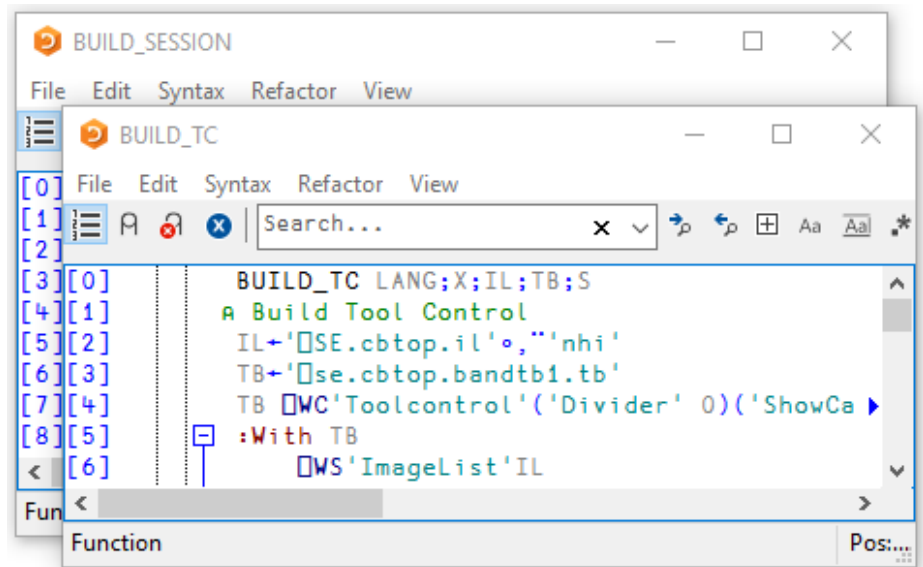 BUILD_SESSION
File Edit Syntax Refactor View
BUILD_TC
File Edit Syntax Refactor View
Search...
Aa Aa .*
[0]
[1]
[2]
[3]
[4]
[5]
[6]
[7]
[8]
[0] BUILD_TC LANG;X;IL;TB;S
[1] ⍝ Build Tool Control
[2] IL←'⎕SE.cbtop.il'∘,¨'nhi'
[3] TB←'⎕se.cbtop.bandtb1.tb'
[4] TB ⎕WC'Toolcontrol'('Divider' 0)('ShowCa
[5] :With TB
[6] ⎕WS'ImageList'IL
Fun
Function
Pos:...